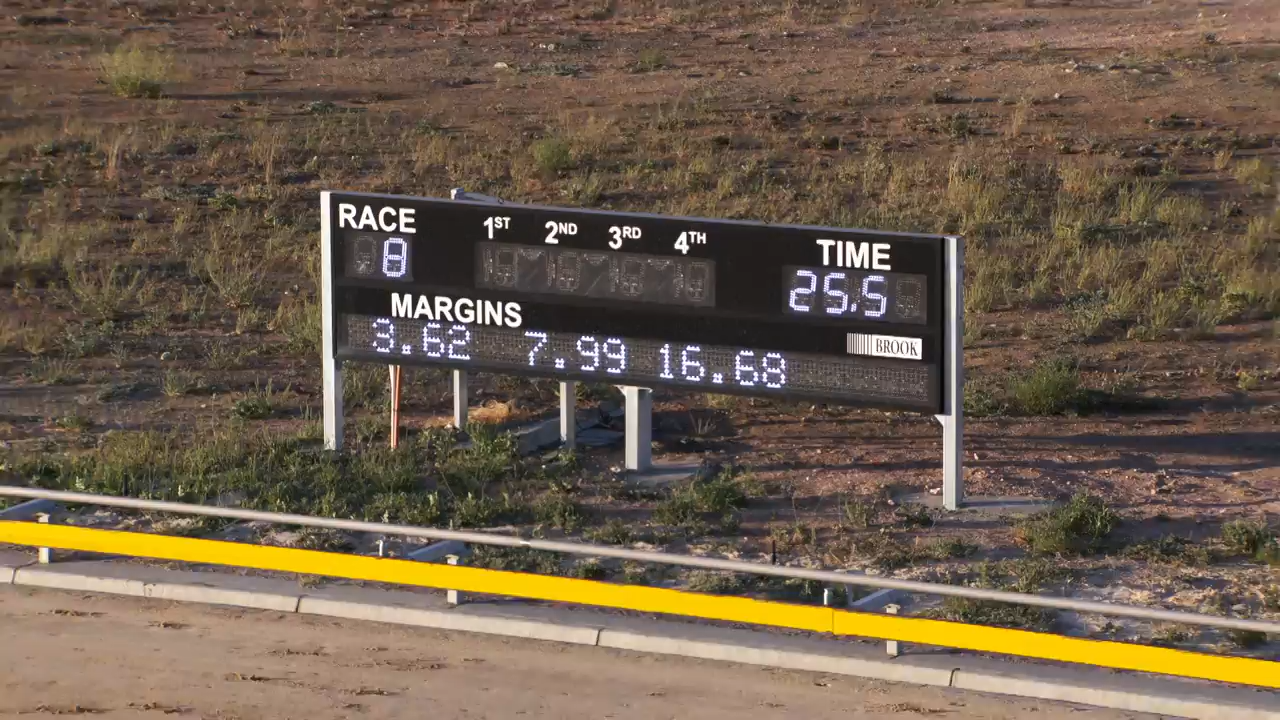 RACE 1ST 2ND 3RD 4TH TIME
8 25.5
MARGINS
BROOK
3.62 7.99 16.68